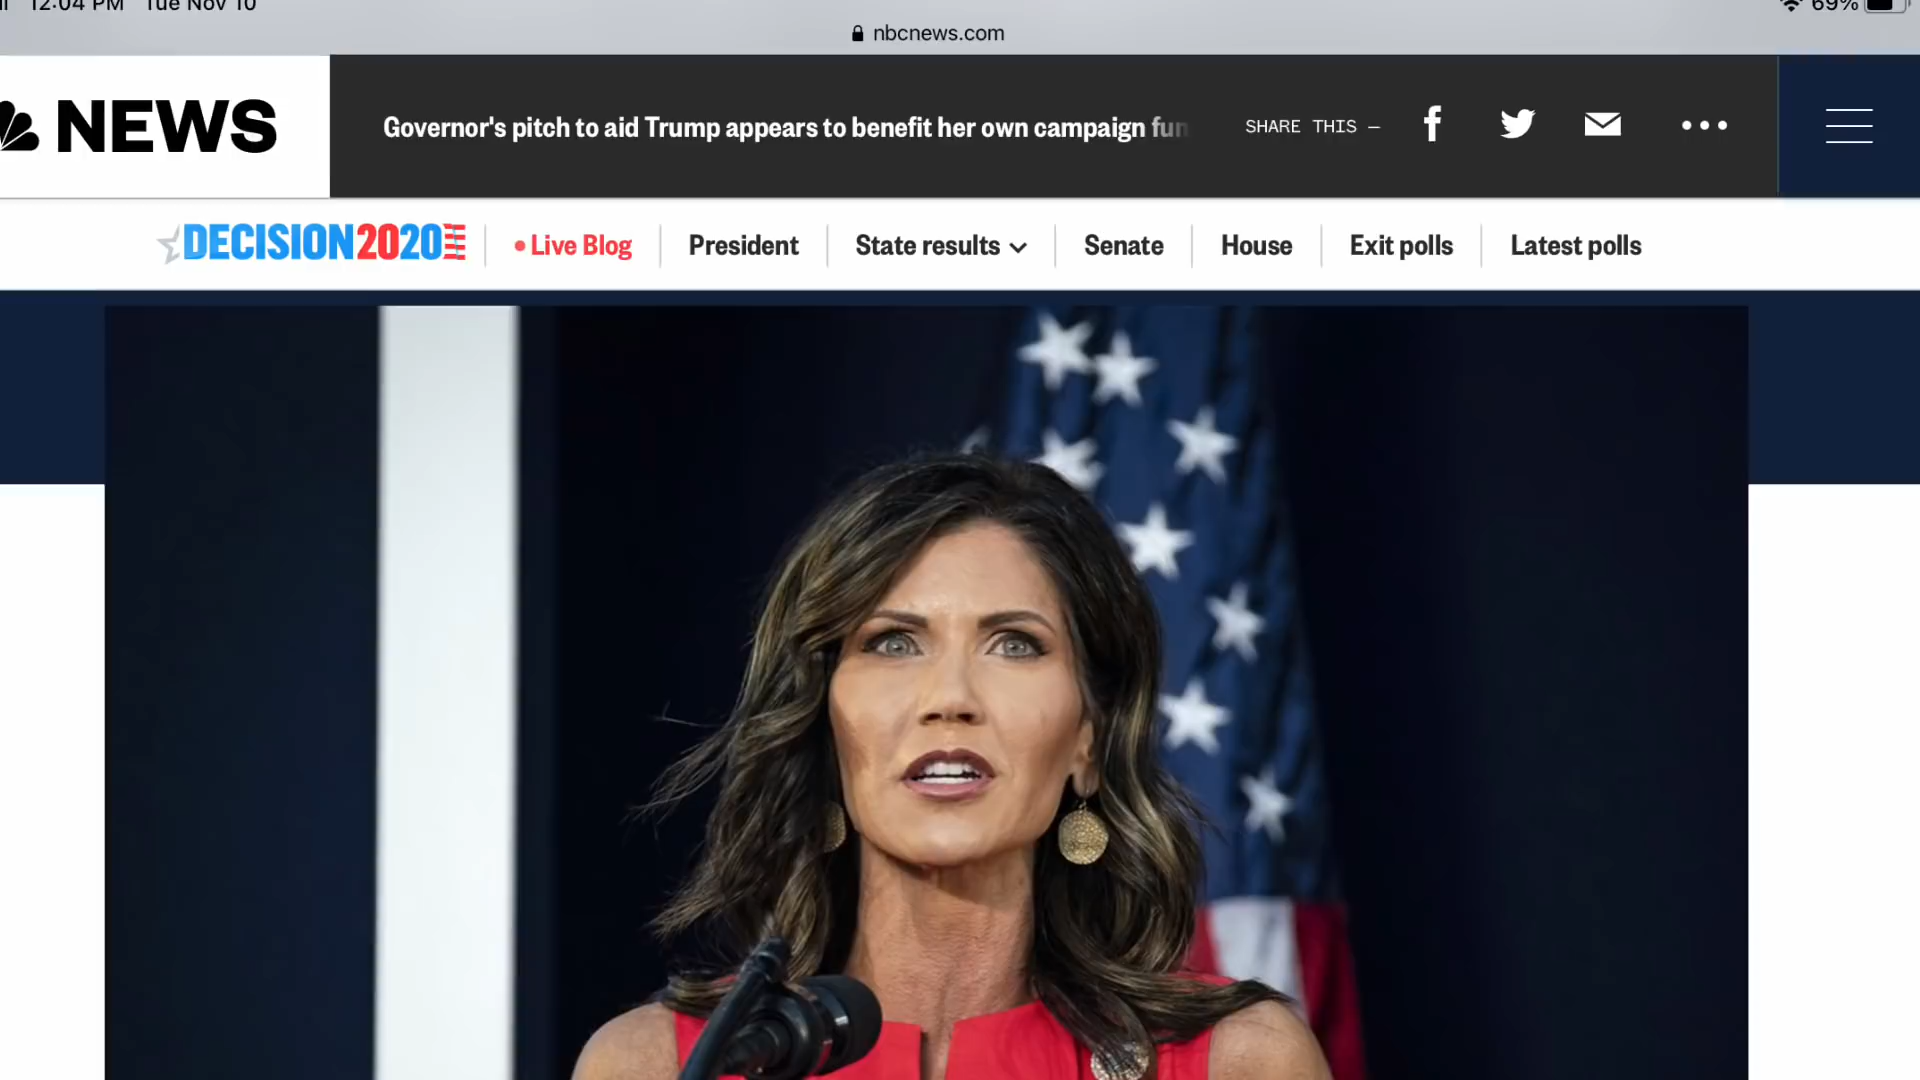 12:04 PM Tue Nov 10
69%
nbcnews.com
NEWS
Governor's pitch to aid Trump appears to benefit her own campaign fun
SHARE THIS —
DECISION2020
Live Blog
President
State results
Senate
House
Exit polls
Latest polls